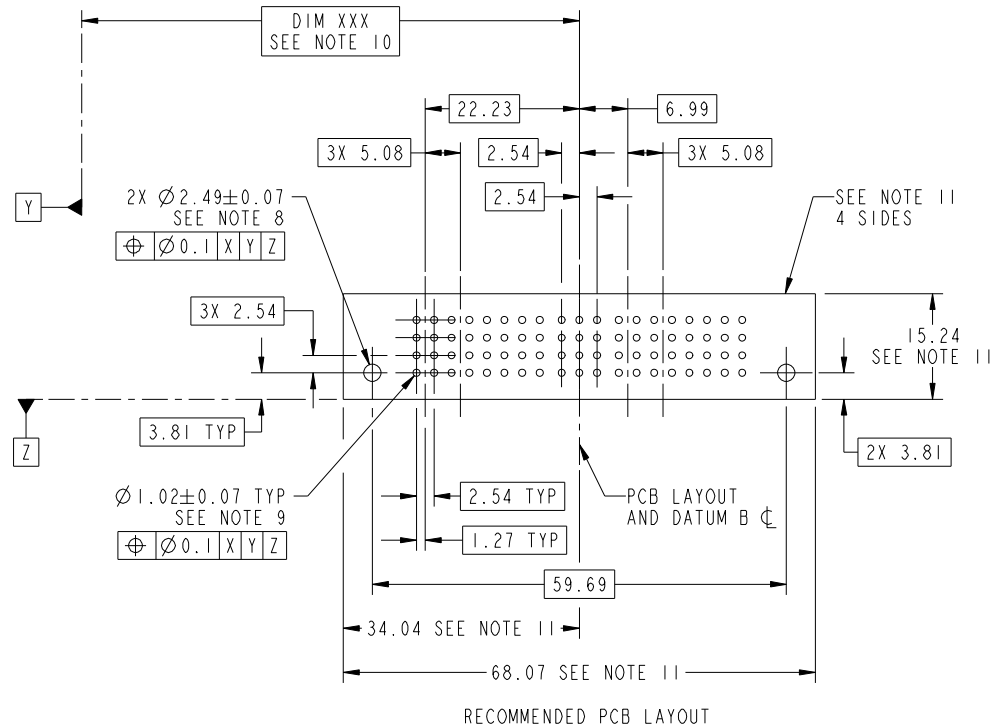 DIM XXX
SEE NOTE 10
22.23
6.99
3X 5.08
2.54
3X 5.08
2.54
Y
2X Ø2.49±0.07
SEE NOTE 8
⌖ Ø0.1 X Y Z
SEE NOTE 11
4 SIDES
3X 2.54
15.24
SEE NOTE 11
3.81 TYP
Z
2X 3.81
Ø1.02±0.07 TYP
SEE NOTE 9
⌖ Ø0.1 X Y Z
2.54 TYP
1.27 TYP
PCB LAYOUT
AND DATUM B ℄
59.69
34.04 SEE NOTE 11
68.07 SEE NOTE 11
RECOMMENDED PCB LAYOUT